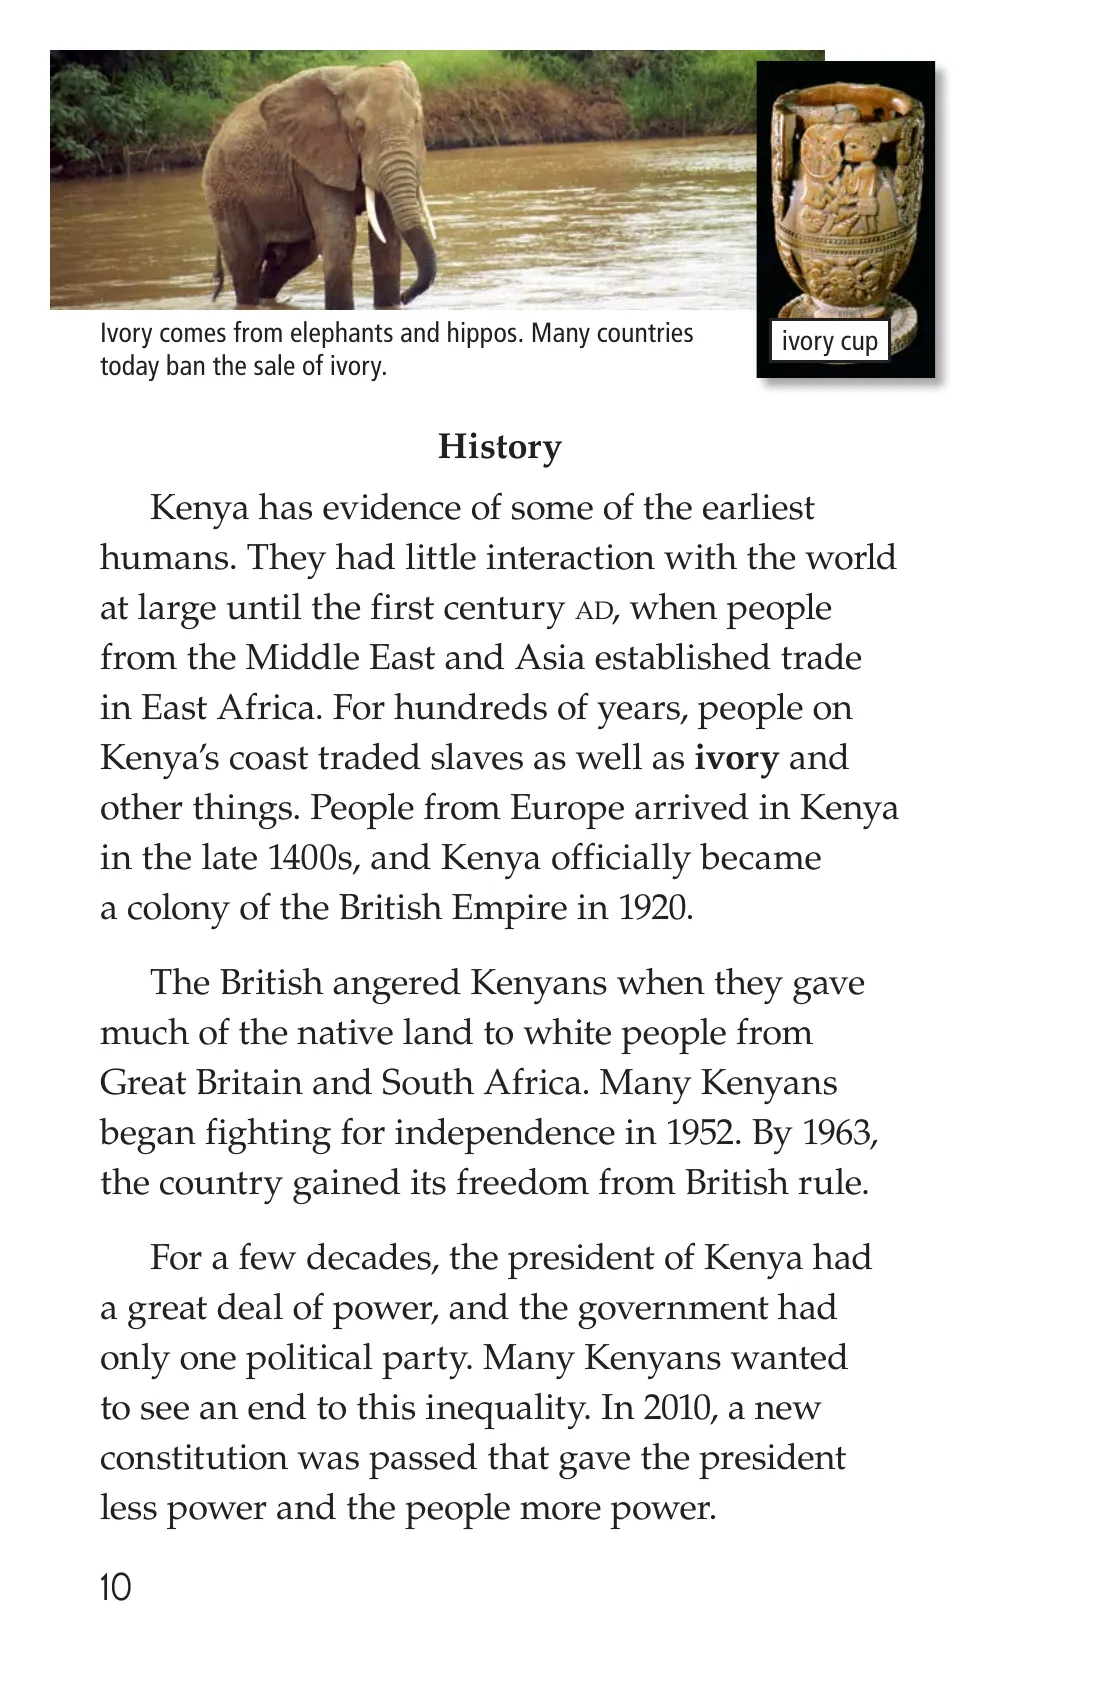 Ivory comes from elephants and hippos. Many countries
today ban the sale of ivory.
ivory cup
History
Kenya has evidence of some of the earliest
humans. They had little interaction with the world
at large until the first century AD, when people
from the Middle East and Asia established trade
in East Africa. For hundreds of years, people on
Kenya’s coast traded slaves as well as ivory and
other things. People from Europe arrived in Kenya
in the late 1400s, and Kenya officially became
a colony of the British Empire in 1920.
The British angered Kenyans when they gave
much of the native land to white people from
Great Britain and South Africa. Many Kenyans
began fighting for independence in 1952. By 1963,
the country gained its freedom from British rule.
For a few decades, the president of Kenya had
a great deal of power, and the government had
only one political party. Many Kenyans wanted
to see an end to this inequality. In 2010, a new
constitution was passed that gave the president
less power and the people more power.
10